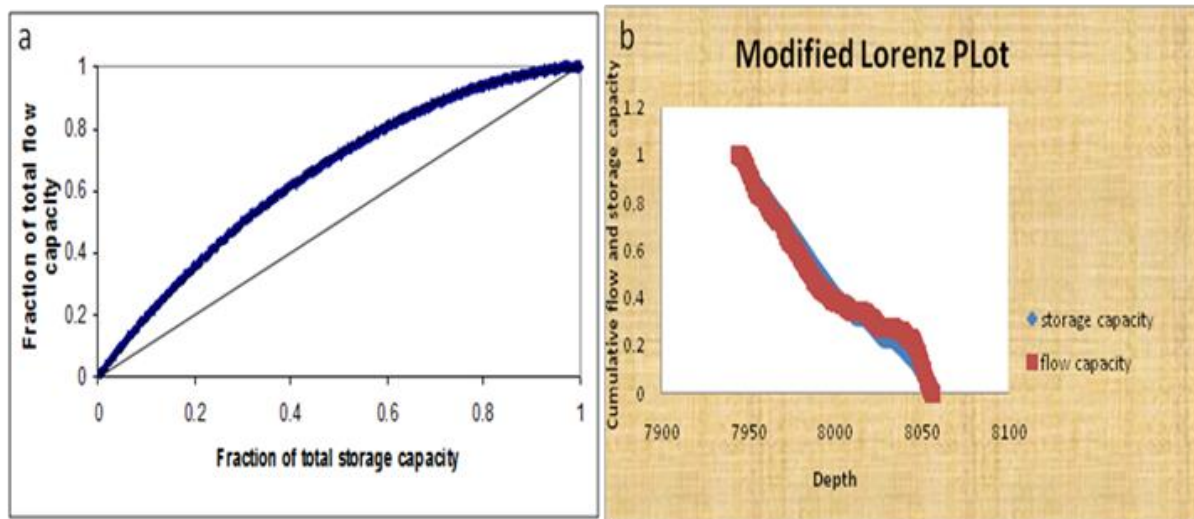 a
Fraction of total flow
capacity
1
0.8
0.6
0.4
0.2
0
0
0.2
0.4
0.6
0.8
1
Fraction of total storage capacity
b
Modified Lorenz PLot
Cumulative flow and storage capacity
1.2
1
0.8
0.6
0.4
0.2
0
7900
7950
8000
8050
8100
Depth
storage capacity
flow capacity